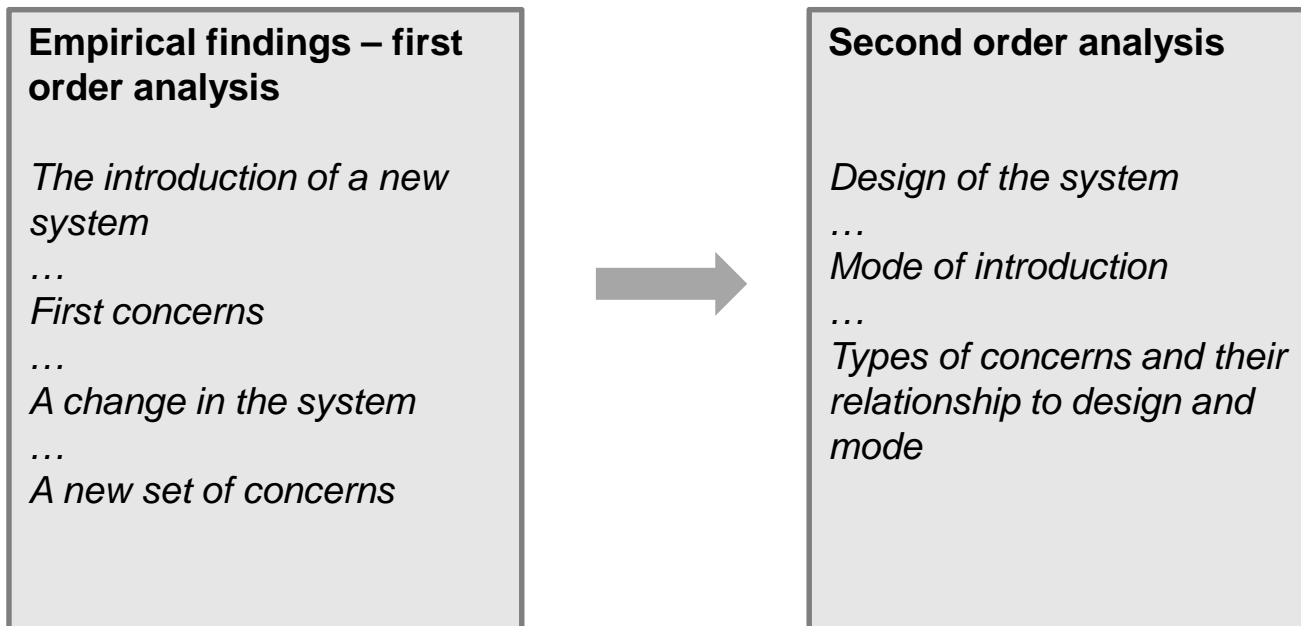 Empirical findings – first
order analysis
The introduction of a new
system
…
First concerns
…
A change in the system
…
A new set of concerns
Second order analysis
Design of the system
…
Mode of introduction
…
Types of concerns and their
relationship to design and
mode